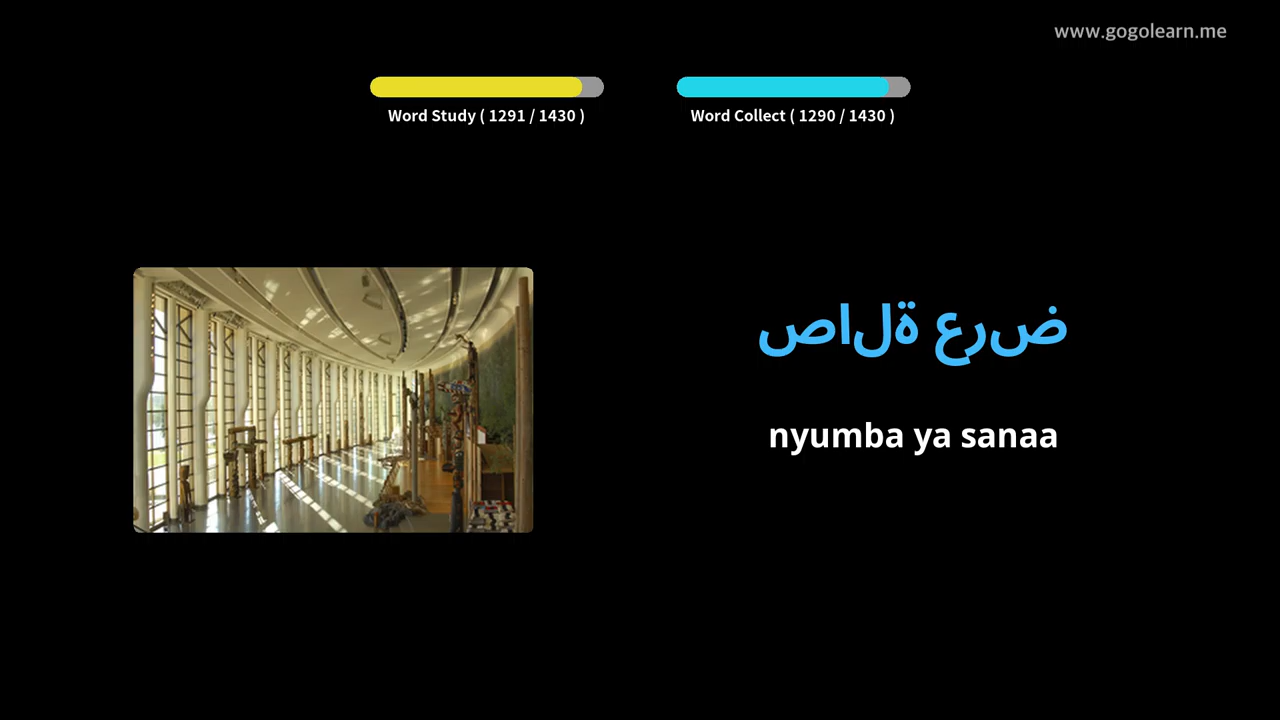 www.gogolearn.me
Word Study ( 1291 / 1430 )
Word Collect ( 1290 / 1430 )
صالة عرض
nyumba ya sanaa